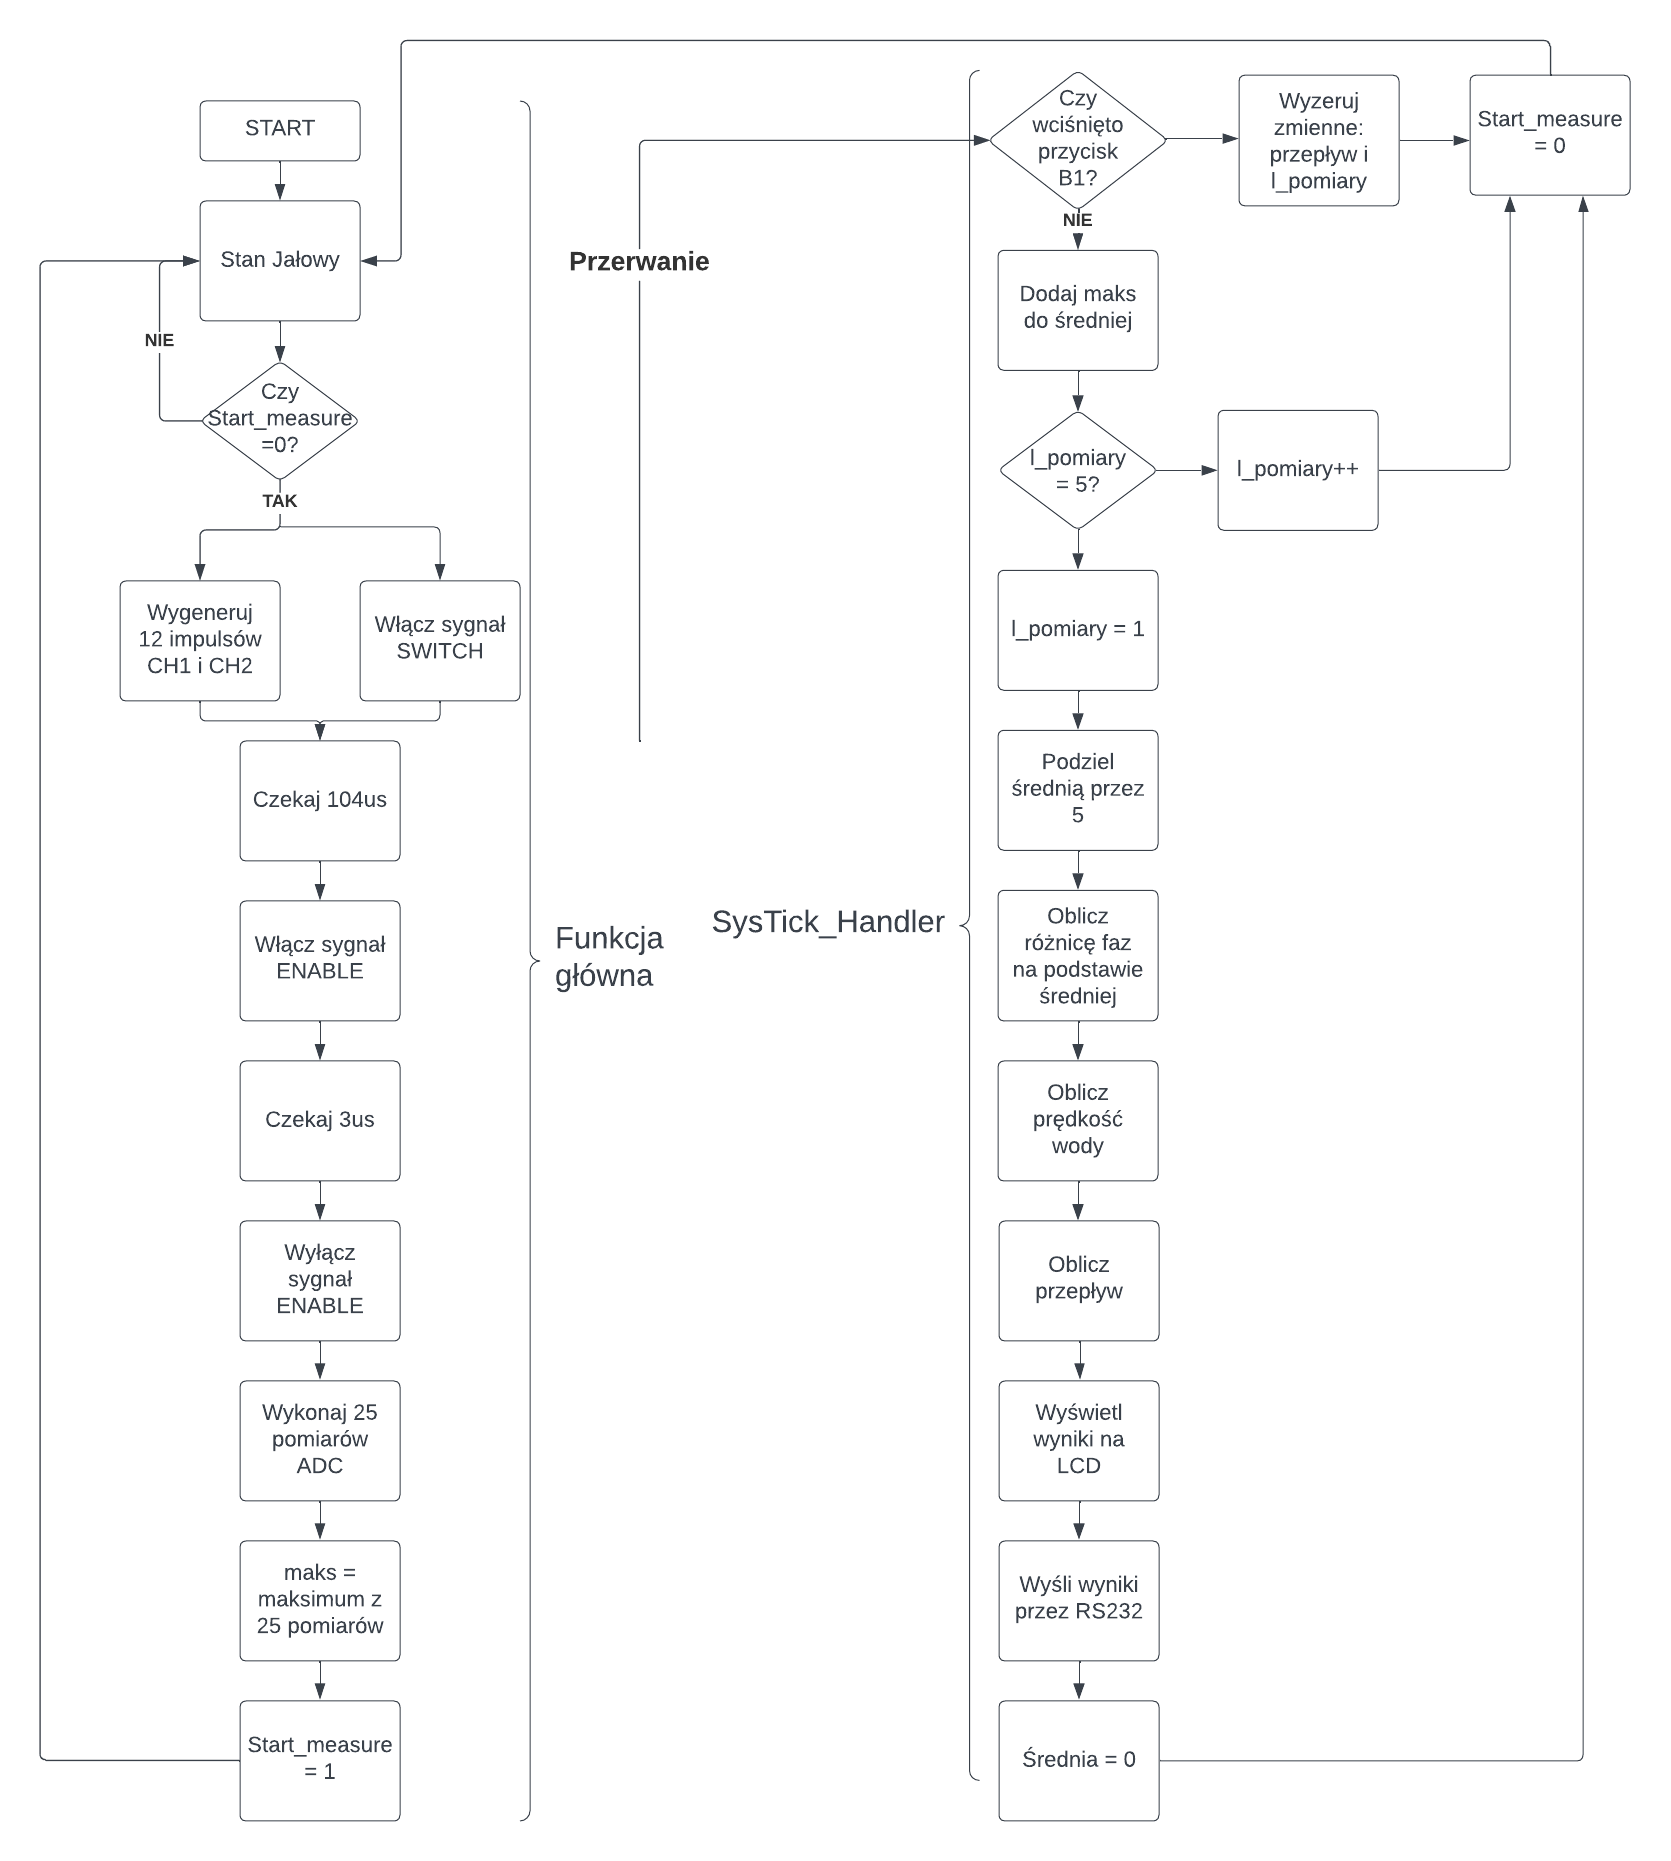 START
Stan Jałowy
NIE
Czy
Start_measure
=0?
TAK
Wygeneruj
12 impulsów
CH1 i CH2
Włącz sygnał
SWITCH
Czekaj 104us
Włącz sygnał
ENABLE
Czekaj 3us
Wyłącz
sygnał
ENABLE
Wykonaj 25
pomiarów
ADC
maks =
maksimum z
25 pomiarów
Start_measure
= 1
Funkcja
główna
Przerwanie
SysTick_Handler
Czy
wciśnięto
przycisk
B1?
Wyzeruj
zmienne:
przepływ i
l_pomiary
Start_measure
= 0
NIE
Dodaj maks
do średniej
l_pomiary
= 5?
l_pomiary++
l_pomiary = 1
Podziel
średnią przez
5
Oblicz
różnicę faz
na podstawie
średniej
Oblicz
prędkość
wody
Oblicz
przepływ
Wyświetl
wyniki na
LCD
Wyśli wyniki
przez RS232
Średnia = 0